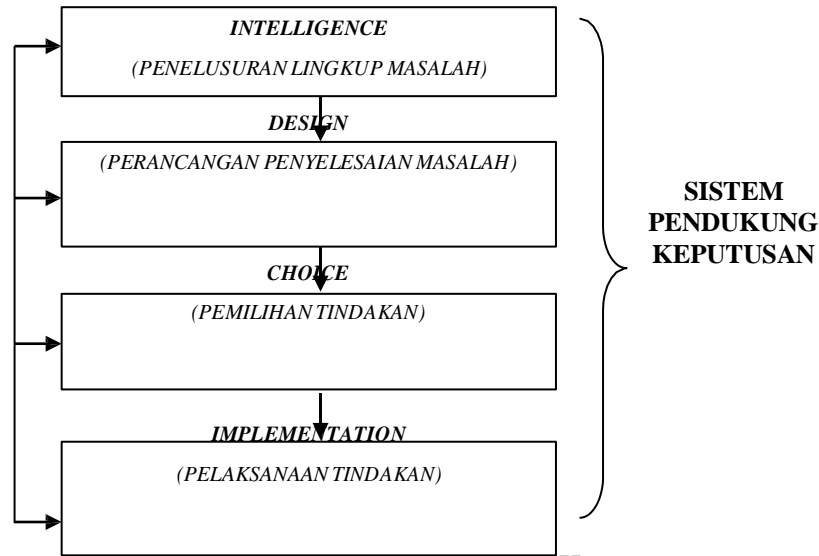 INTELLIGENCE
(PENELUSURAN LINGKUP MASALAH)
DESIGN
(PERANCANGAN PENYELESAIAN MASALAH)
CHOICE
(PEMILIHAN TINDAKAN)
IMPLEMENTATION
(PELAKSANAAN TINDAKAN)
SISTEM
PENDUKUNG
KEPUTUSAN